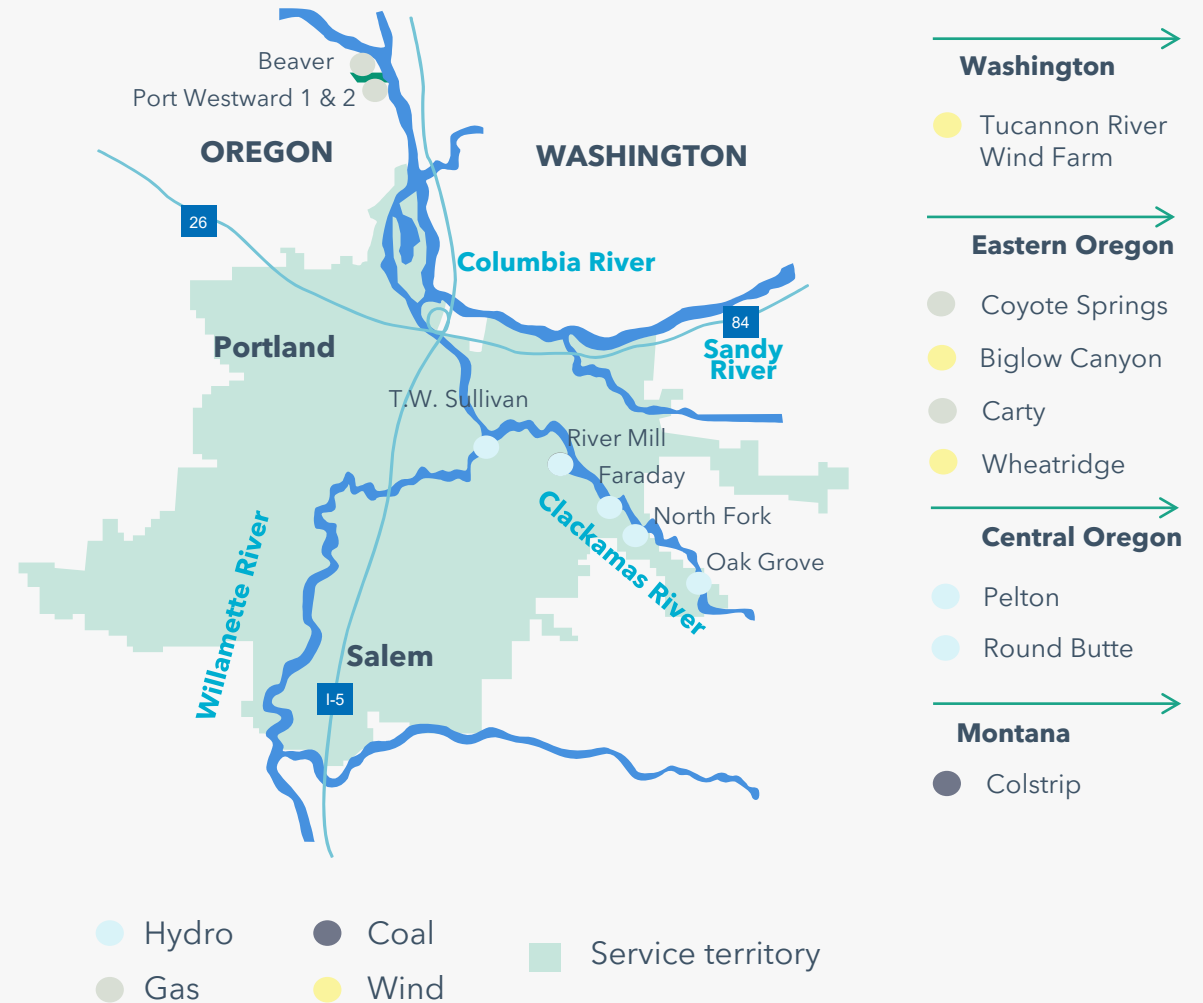 Beaver
Port Westward 1 & 2
OREGON
WASHINGTON
26
Columbia River
84
Sandy
River
Portland
T.W. Sullivan
River Mill
Faraday
North Fork
Oak Grove
Clackamas River
Willamette River
Salem
I-5
Washington
Tucannon River
Wind Farm
Eastern Oregon
Coyote Springs
Biglow Canyon
Carty
Wheatridge
Central Oregon
Pelton
Round Butte
Montana
Colstrip
Hydro
Coal
Gas
Wind
Service territory